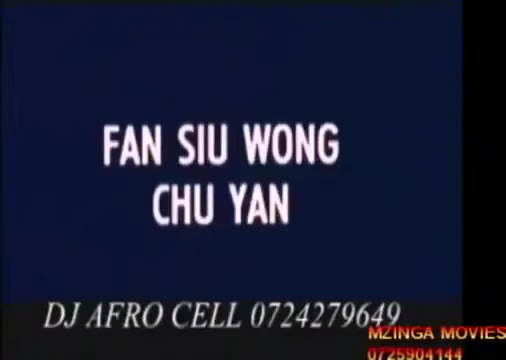 FAN SIU WONG
CHU YAN
DJ AFRO CELL 0724279649
MZINGA MOVIES
0725904144